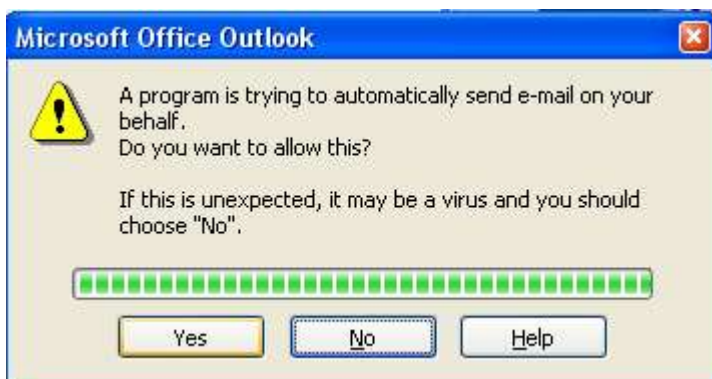 Microsoft Office Outlook
A program is trying to automatically send e-mail on your
behalf.
Do you want to allow this?
If this is unexpected, it may be a virus and you should
choose "No".
Yes
No
Help